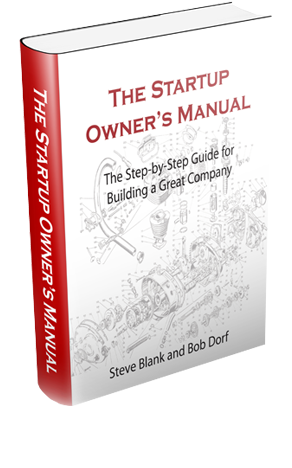 THE STARTUP OWNER'S MANUAL
THE STARTUP
OWNER'S MANUAL
The Step-by-Step Guide for
Building a Great Company
Steve Blank and Bob Dorf